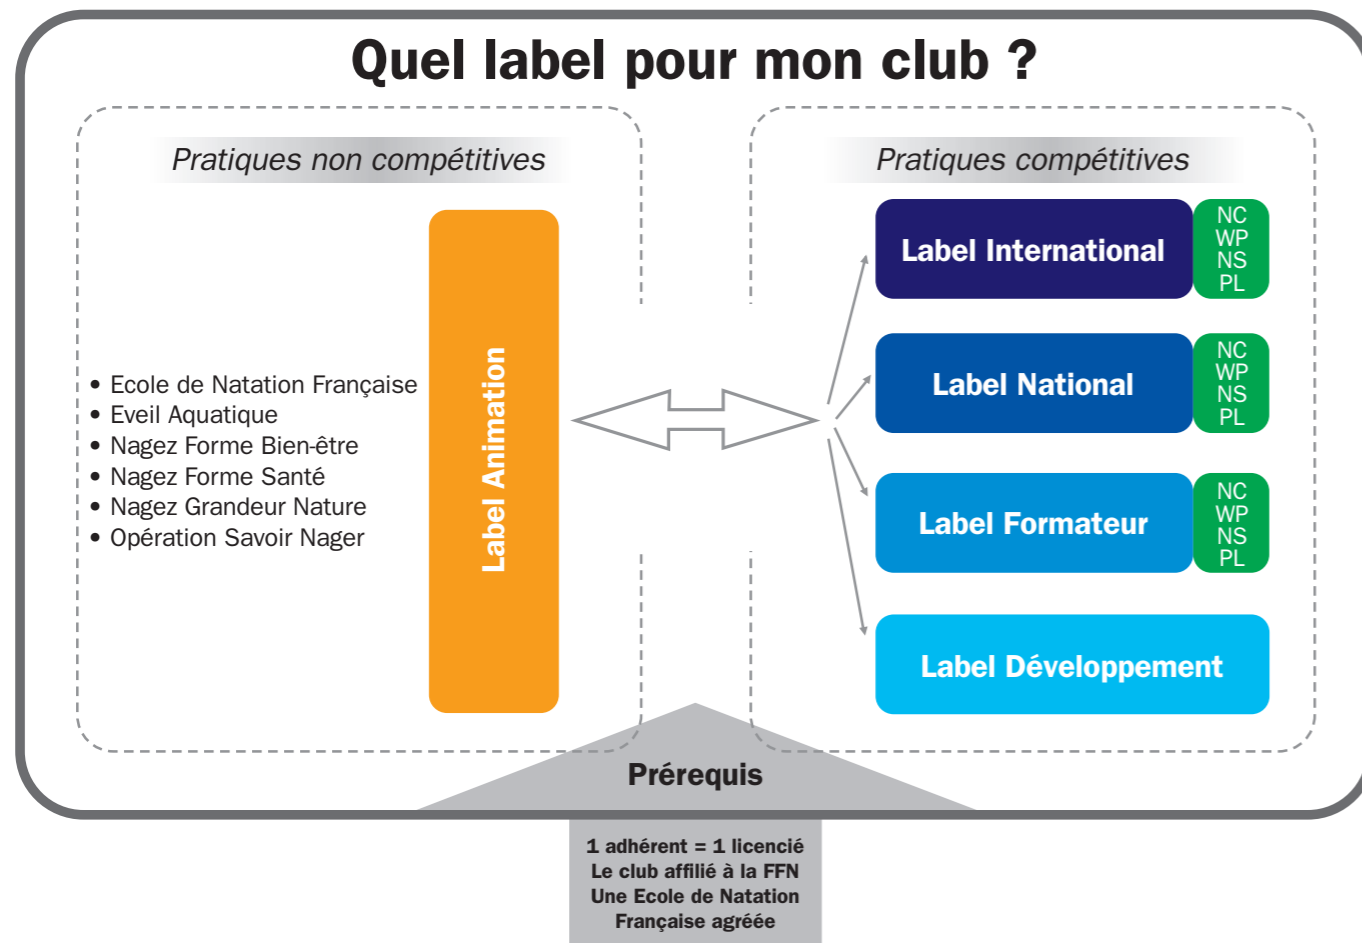 Quel label pour mon club ?
Pratiques non compétitives
• Ecole de Natation Française
• Eveil Aquatique
• Nagez Forme Bien-être
• Nagez Forme Santé
• Nagez Grandeur Nature
• Opération Savoir Nager
Label Animation
Pratiques compétitives
Label International
NC
WP
NS
PL
Label National
NC
WP
NS
PL
Label Formateur
NC
WP
NS
PL
Label Développement
Prérequis
1 adhérent = 1 licencié
Le club affilié à la FFN
Une Ecole de Natation
Française agréée